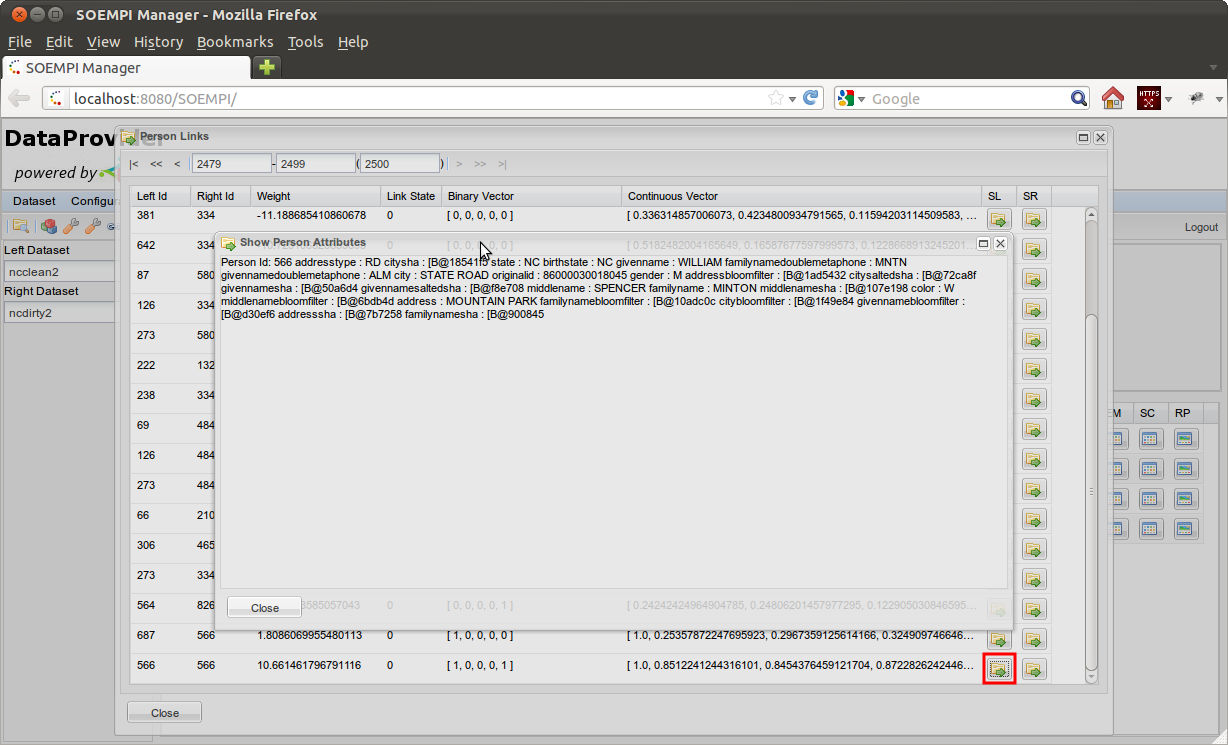 SOEMPI Manager - Mozilla Firefox
File Edit View History Bookmarks Tools Help
SOEMPI Manager
localhost:8080/SOEMPI/
Google
HTTPS
DataProvider
powered by
Person Links
|< << < 2479 - 2499 ( 2500 ) > >> >|
Dataset Configu
Logout
Left Id Right Id Weight Link State Binary Vector Continuous Vector SL SR
381 334 -11.188685410860678 0 [ 0, 0, 0, 0, 0 ] [ 0.336314857006073, 0.4234800934791565, 0.11594203114509583, ...
642 334 [ 0.5182482004165649, 0.16587677597999573, 0.1228668913245201...
Left Dataset
ncclean2
Right Dataset
ncdirty2
Show Person Attributes
Person Id: 566 addresstype : RD citysha : [B@18541f5 state : NC birthstate : NC givenname : WILLIAM familynamedoublemetaphone : MNTN
givennamedoublemetaphone : ALM city : STATE ROAD originalid : 86000030018045 gender : M addressbloomfilter : [B@1ad5432 citysaltedsha : [B@72ca8f
givennamesha : [B@50a6d4 givennamesaltedsha : [B@f8e708 middlename : SPENCER familyname : MINTON middlenamesha : [B@107e198 color : W
middlenamebloomfilter : [B@6bdb4d address : MOUNTAIN PARK familynamebloomfilter : [B@10adc0c citybloomfilter : [B@1f49e84 givennamebloomfilter :
[B@d30ef6 addresssha : [B@7b7258 familynamesha : [B@900845
87 580
126 334
273 580
222 132
238 334
69 484
126 484
273 484
66 210
306 465
273 334
EM SC RP
564 826 3585057043 0 [ 0, 0, 0, 0, 1 ] [ 0.24242424964904785, 0.24806201457977295, 0.122905030846595...
Close
687 566 1.8086069955480113 0 [ 1, 0, 0, 0, 0 ] [ 1.0, 0.25357872247695923, 0.2967359125614166, 0.324909746646...
566 566 10.661461796791116 0 [ 1, 0, 0, 0, 1 ] [ 1.0, 0.8512241244316101, 0.8454376459121704, 0.8722826242446...
Close